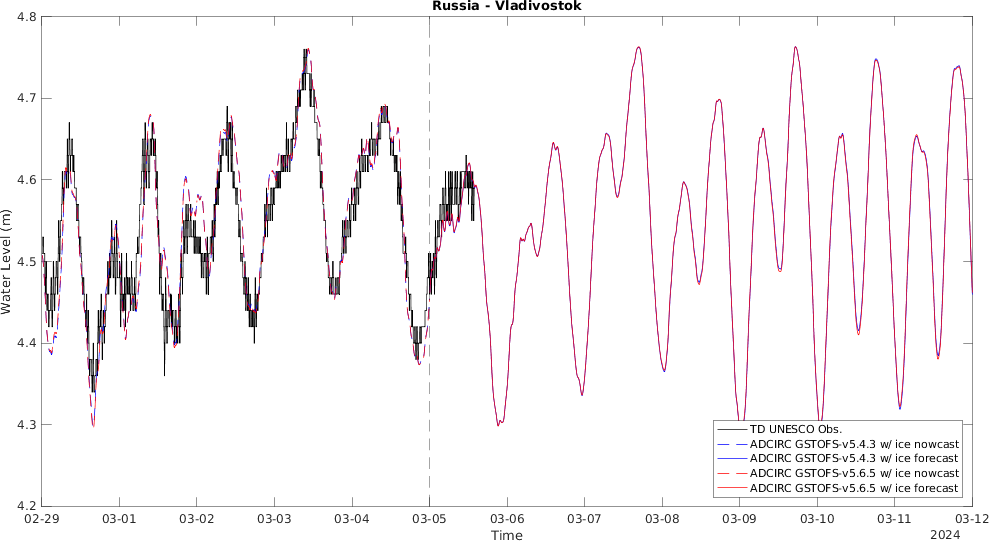 Russia - Vladivostok
Water Level (m)
4.8
4.7
4.6
4.5
4.4
4.3
4.2
TD UNESCO Obs.
ADCIRC GSTOFS-v5.4.3 w/ ice nowcast
ADCIRC GSTOFS-v5.4.3 w/ ice forecast
ADCIRC GSTOFS-v5.6.5 w/ ice nowcast
ADCIRC GSTOFS-v5.6.5 w/ ice forecast
02-29 03-01 03-02 03-03 03-04 03-05 03-06 03-07 03-08 03-09 03-10 03-11 03-12
Time
2024